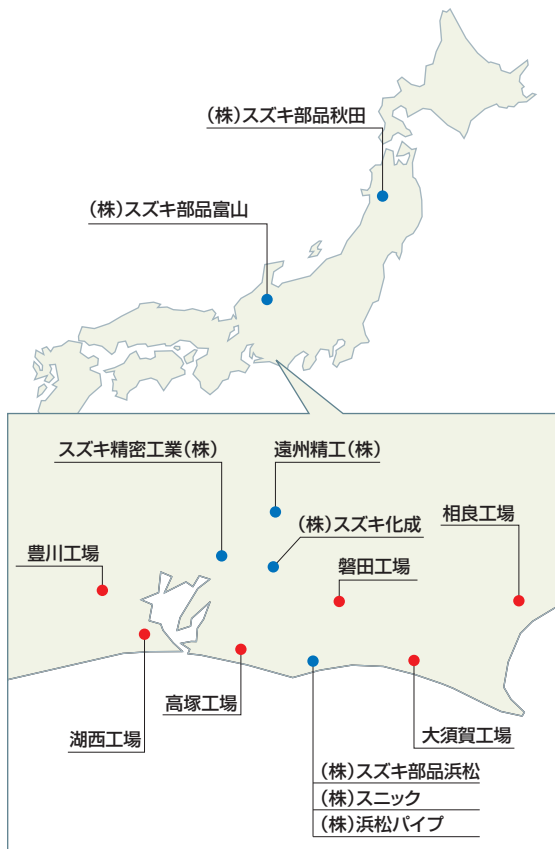 (株)スズキ部品秋田
(株)スズキ部品富山
スズキ精密工業(株)
遠州精工(株)
(株)スズキ化成
相良工場
豊川工場
磐田工場
高塚工場
湖西工場
大須賀工場
(株)スズキ部品浜松
(株)スニック
(株)浜松パイプ